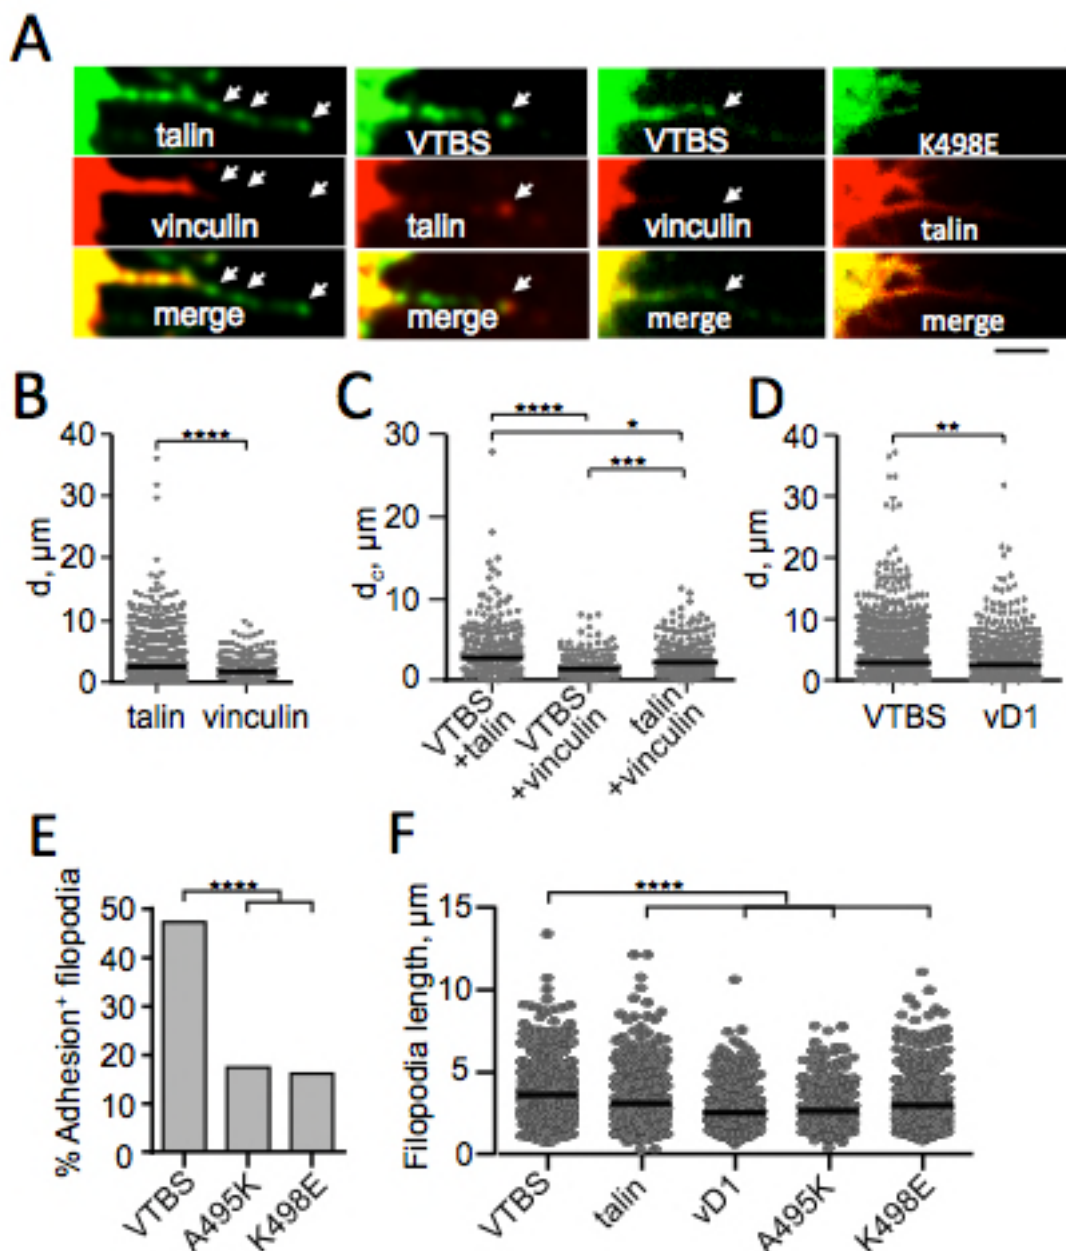 A
talin
VTBS
VTBS
K498E
vinculin
talin
vinculin
talin
merge
merge
merge
merge
B
d, µm
40
30
20
10
0
****
talin
vinculin
C
dc, µm
30
20
10
0
****
*
***
VTBS
+talin
VTBS
+vinculin
talin
+vinculin
D
d, µm
40
30
20
10
0
**
VTBS
vD1
E
% Adhesion⁺ filopodia
50
40
30
20
10
0
****
VTBS
A495K
K498E
F
Filopodia length, µm
15
10
5
0
****
VTBS
talin
vD1
A495K
K498E